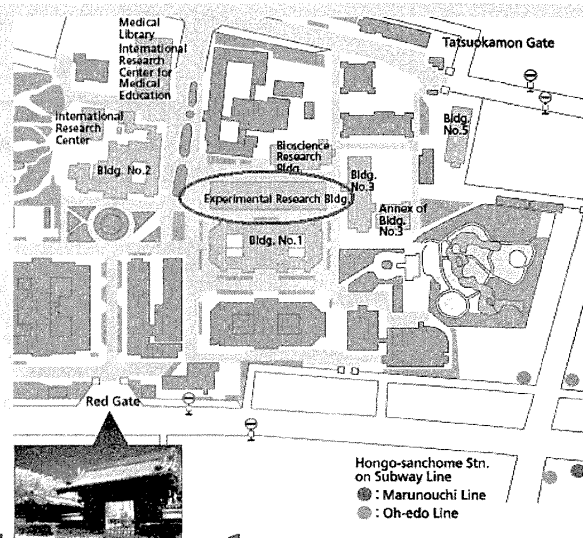 Medical
Library
International
Research
Center for
Medical
Education
Tatsuokamon Gate
International
Research
Center
Bldg. No.2
Bioscience
Research
Bldg.
Bldg.
No.5
Experimental Research Bldg.
Bldg.
No.3
Annex of
Bldg.
No.3
Bldg. No.1
Red Gate
Hongo-sanchome Stn.
on Subway Line
: Marunouchi Line
: Oh-edo Line